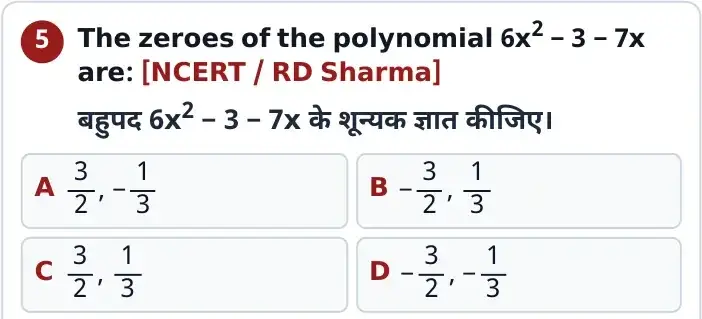 5 The zeroes of the polynomial 6x² – 3 – 7x
are: [NCERT / RD Sharma]
बहुपद 6x² – 3 – 7x के शून्यक ज्ञात कीजिए।
A 3/2, –1/3
B –3/2, 1/3
C 3/2, 1/3
D –3/2, –1/3